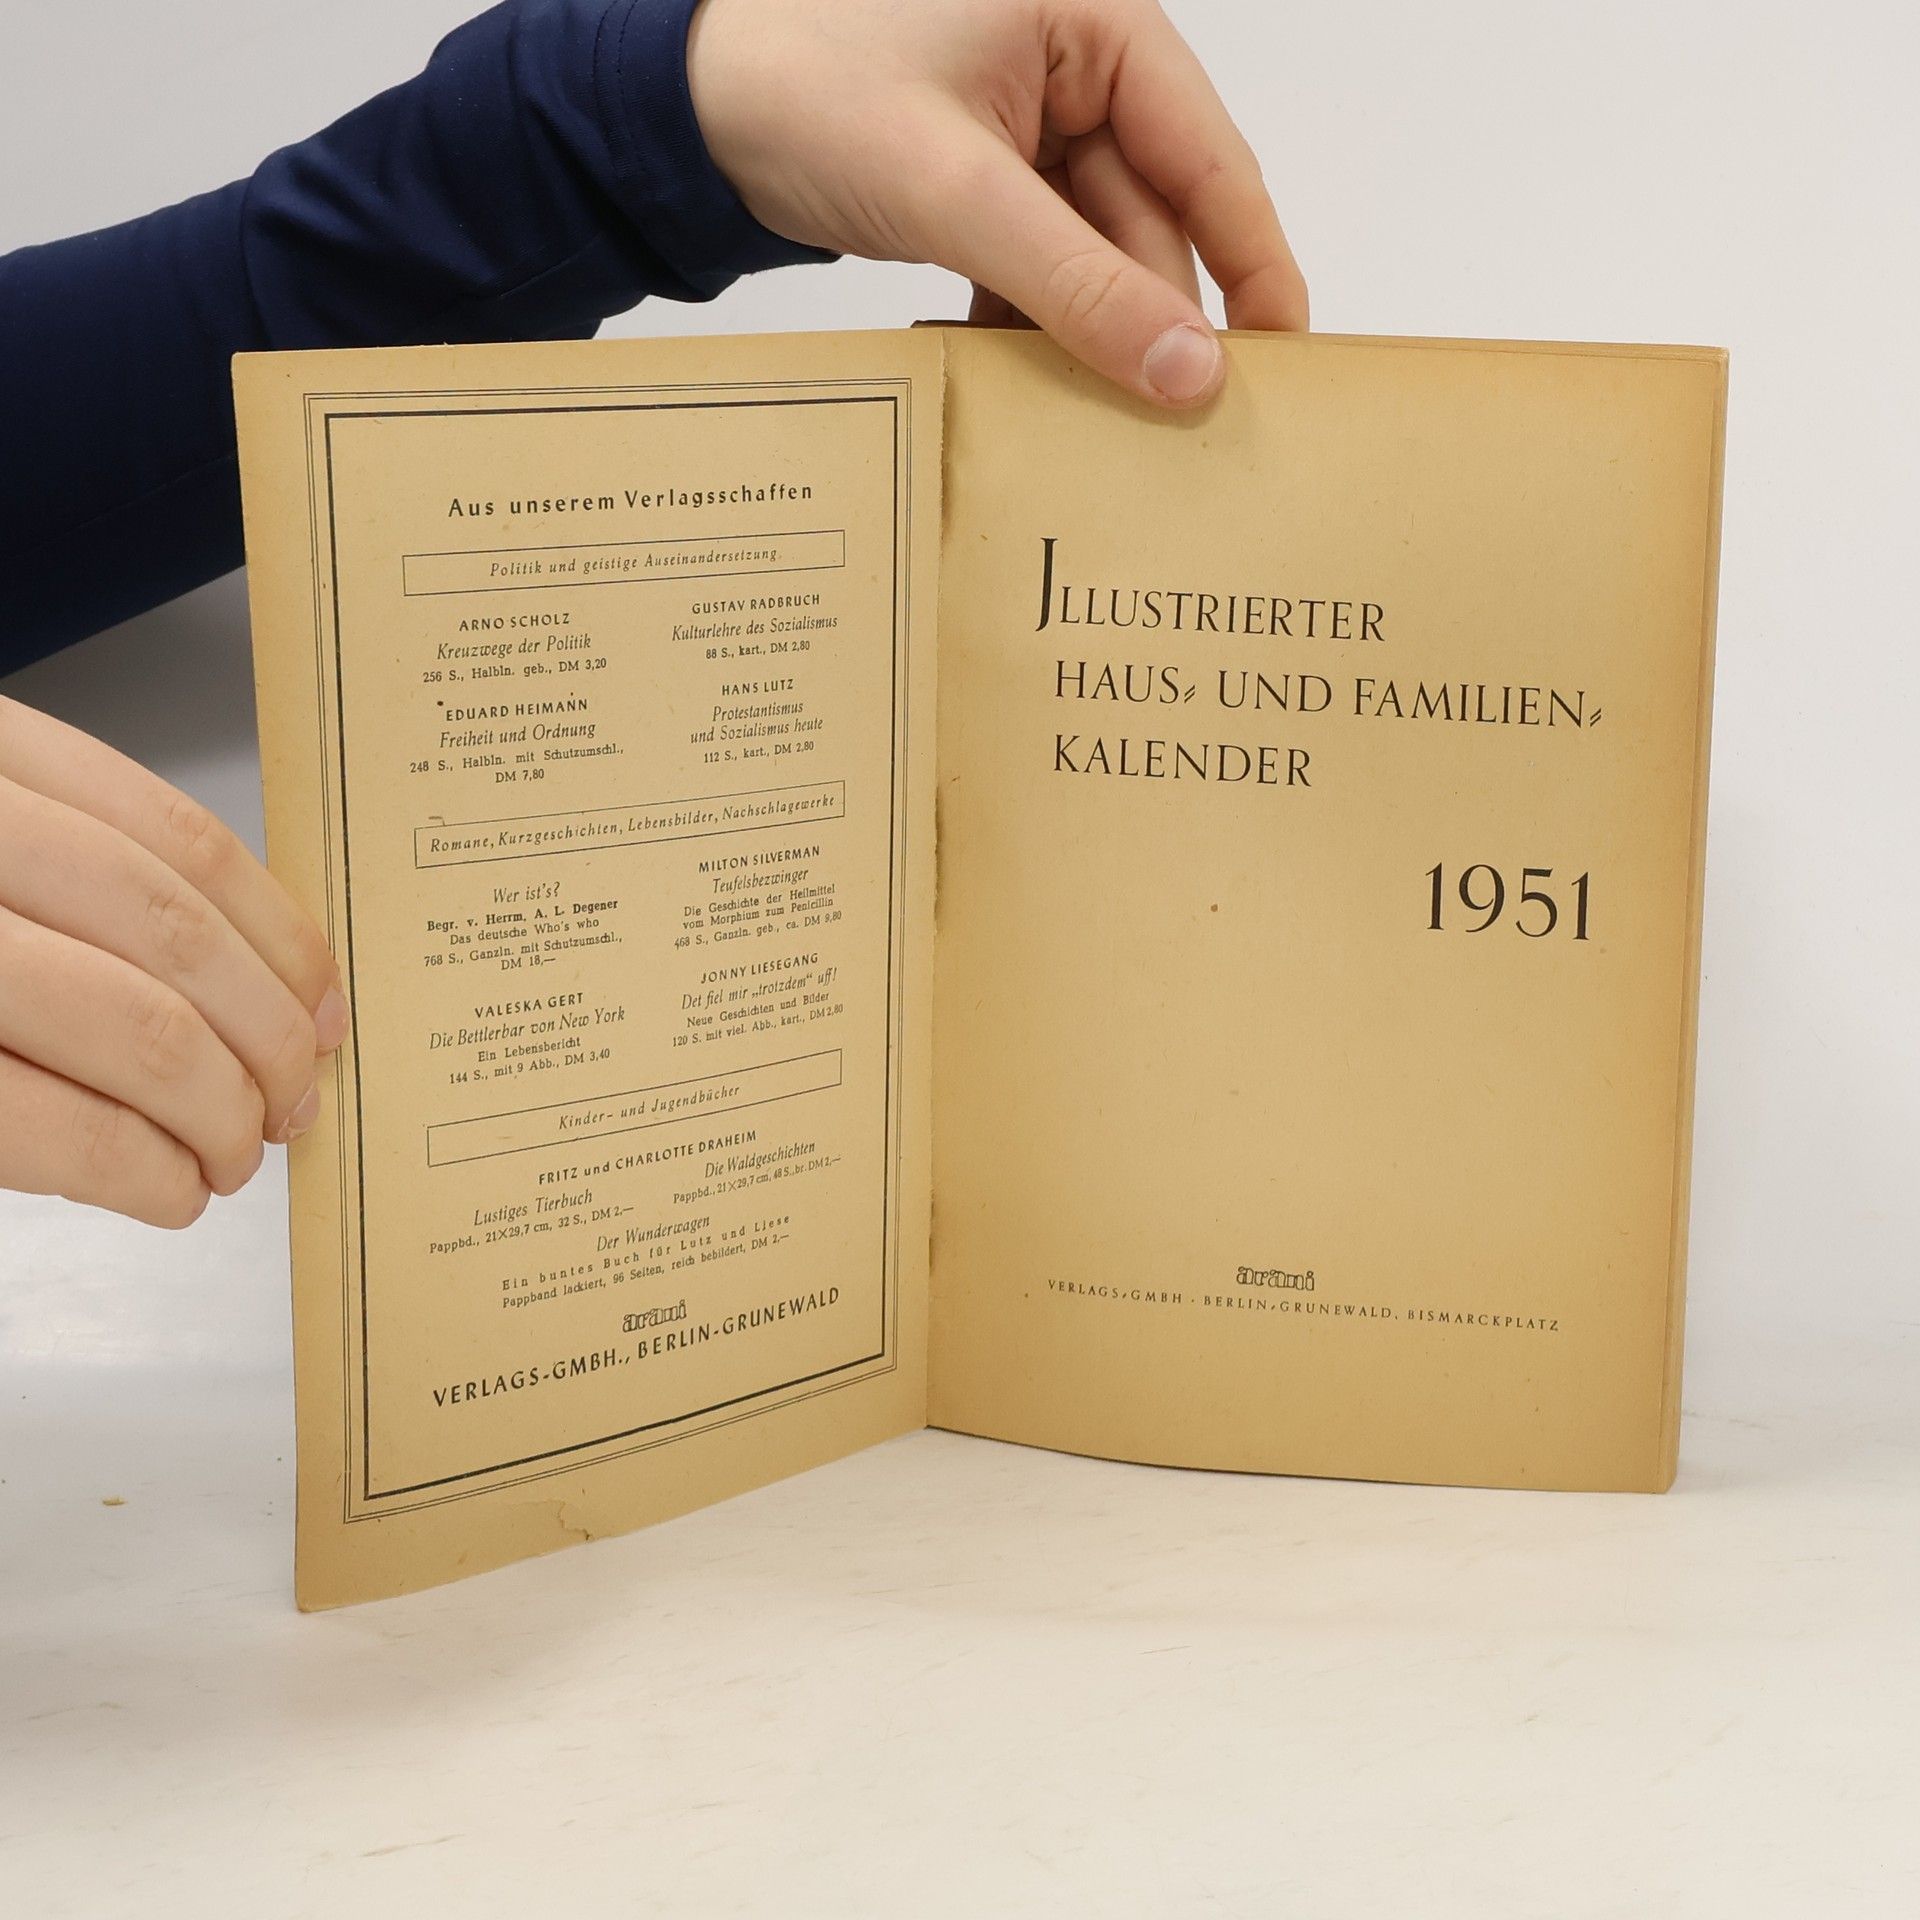 Aus unserem Verlagsschaffen
Politik und geistige Auseinandersetzung
ARNO SCHOLZ
Kreuzwege der Politik
256 S., Halbln. geb., DM 3,20
EDUARD HEIMANN
Freiheit und Ordnung
248 S., Halbln. mit Schutzumschl.,
DM 7,80
GUSTAV RADBRUCH
Kulturlehre des Sozialismus
88 S., kart., DM 2,80
HANS LUTZ
Protestantismus
und Sozialismus heute
112 S., kart., DM 2,80
Romane, Kurzgeschichten, Lebensbilder, Nachschlagewerke
Wer ist's?
Begr. v. Herrm. A. L. Degener
Das deutsche Who's who
768 S., Ganzln. mit Schutzumschl.,
DM 18,—
VALESKA GERT
Die Bettlerbar von New York
Ein Lebensbericht
144 S., mit 9 Abb., DM 3,40
MILTON SILVERMAN
Teufelsbezwinger
Die Geschichte der Heilmittel
vom Morphium zum Penicillin
468 S., Ganzln. geb., ca. DM 9,80
JONNY LIESEGANG
Det fiel mir „trotzdem“ uff!
Neue Geschichten und Bilder
120 S. mit viel. Abb., kart., DM 2,80
Kinder- und Jugendbücher
FRITZ und CHARLOTTE DRAHEIM
Lustiges Tierbuch
Pappbd., 21×29,7 cm, 32 S., DM 2,—
Die Waldgeschichten
Pappbd., 21×29,7 cm, 48 S., br. DM 2,—
Der Wunderwagen
Ein buntes Buch für Lutz und Liese
Pappband lackiert, 96 Seiten, reich bebildert, DM 2,—
arani
VERLAGS-GMBH., BERLIN-GRUNEWALD
JLLUSTRIERTER
HAUS- UND FAMILIEN-
KALENDER
1951
arani
VERLAGS-GMBH · BERLIN-GRUNEWALD, BISMARCKPLATZ